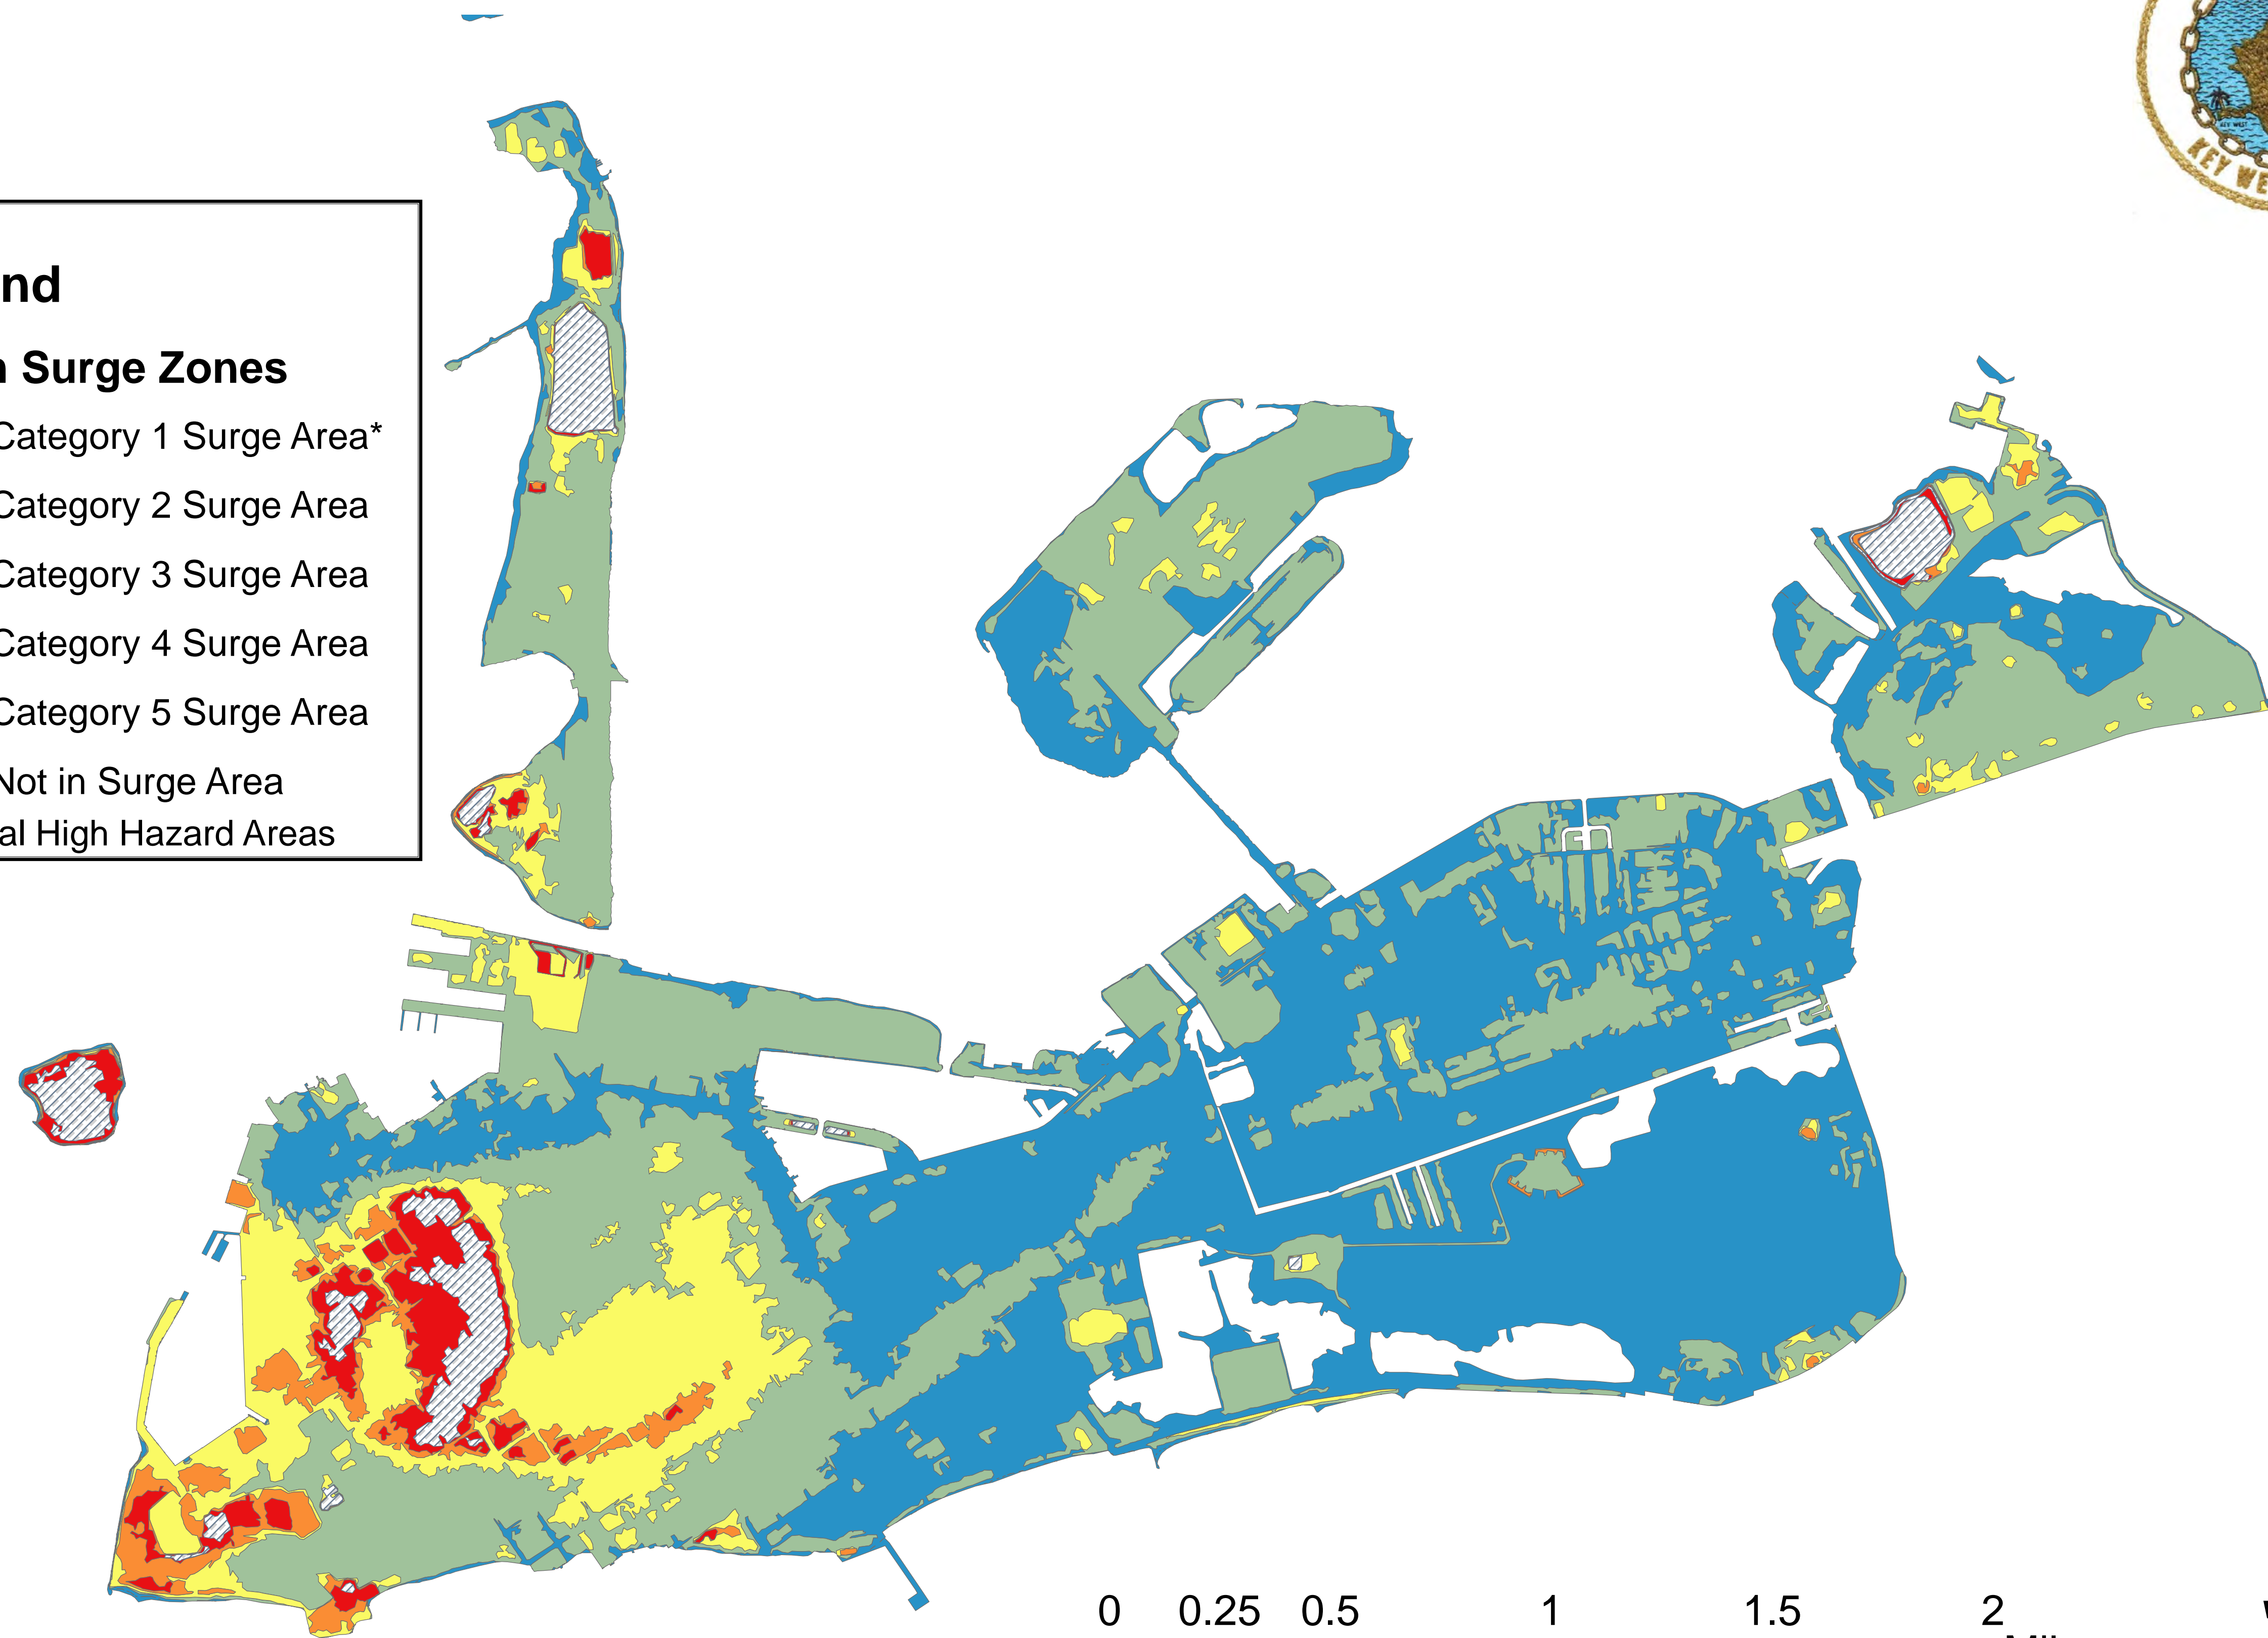 nd
n Surge Zones
Category 1 Surge Area*
Category 2 Surge Area
Category 3 Surge Area
Category 4 Surge Area
Category 5 Surge Area
Not in Surge Area
al High Hazard Areas
KEY WEST
KEY WE
0 0.25 0.5 1 1.5 2